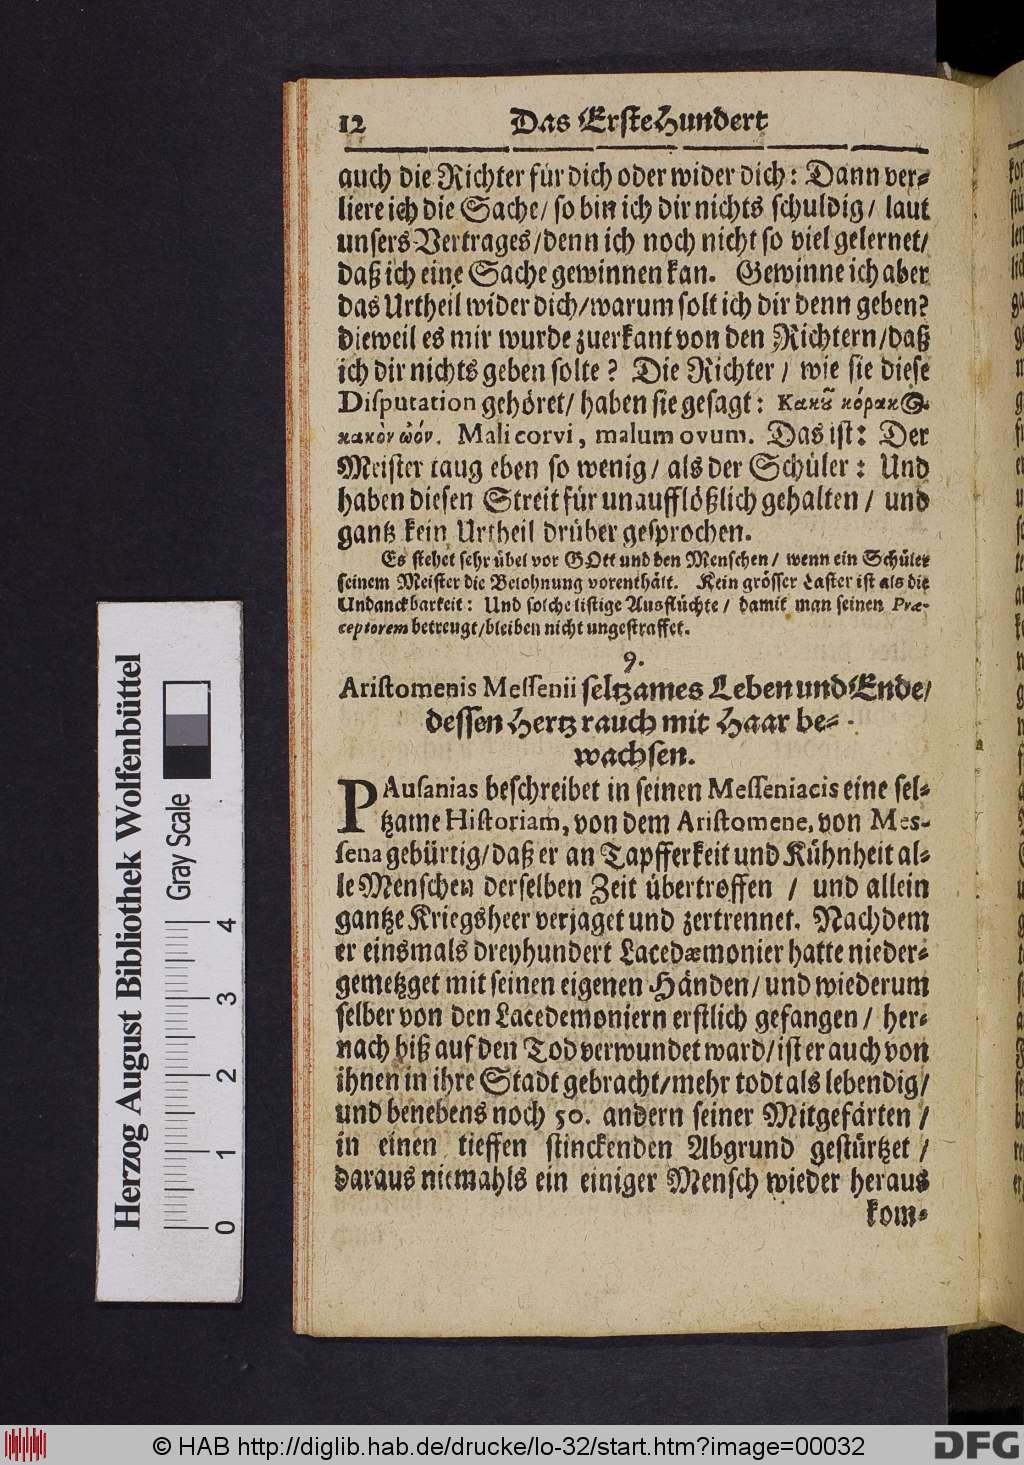 12 Das Erste Hundert
auch die Richter für dich oder wider dich: Dann ver-
liere ich die Sache/ so bin ich dir nichts schuldig/ laut
unsers Vertrages/denn ich noch nicht so viel gelernet/
daß ich eine Sache gewinnen kan. Gewinne ich aber
das Urtheil wider dich/warum solt ich dir denn geben?
dieweil es mir wurde zuerkant von den Richtern/daß
ich dir nichts geben solte? Die Richter/ wie sie diese
Disputation gehöret/ haben sie gesagt: Κακȣ͂ κόρακ⊙.
κακὸν ὠόν. Mali corvi, malum ovum. Das ist: Der
Meister taug eben so wenig/ als der Schüler: Und
haben diesen Streit für unaufflößlich gehalten/ und
gantz kein Urtheil drüber gesprochen.
Es stehet sehr übel vor GOtt und den Menschen/ wenn ein Schüler
seinem Meister die Belohnung vorenthält. Kein grösser Laster ist als die
Undanckbarkeit: Und solche listige Ausflüchte/ damit man seinen Præ-
ceptorem betreugt/bleiben nicht ungestraffet.
9.
Aristomenis Messenii seltzames Leben und Ende/
dessen Hertz rauch mit Haar be-
wachsen.
PAusanias beschreibet in seinen Messeniacis eine sel-
tzame Historiam, von dem Aristomene, von Mes-
sena gebürtig/daß er an Tapfferkeit und Kühnheit al-
le Menschen derselben Zeit übertroffen / und allein
gantze Kriegsheer verjaget und zertrennet. Nachdem
er einsmals dreyhundert Lacedæmonier hatte nieder-
gemetzget mit seinen eigenen Händen/ und wiederum
selber von den Lacedemoniern erstlich gefangen/ her-
nach biß auf den Tod verwundet ward/ist er auch von
ihnen in ihre Stadt gebracht/mehr todt als lebendig/
und benebens noch 50. andern seiner Mitgefärten /
in einen tieffen stinckenden Abgrund gestürtzet /
daraus niemahls ein einiger Mensch wieder heraus
kom-
Herzog August Bibliothek Wolfenbüttel
Gray Scale
0 1 2 3 4
© HAB http://diglib.hab.de/drucke/lo-32/start.htm?image=00032
DFG